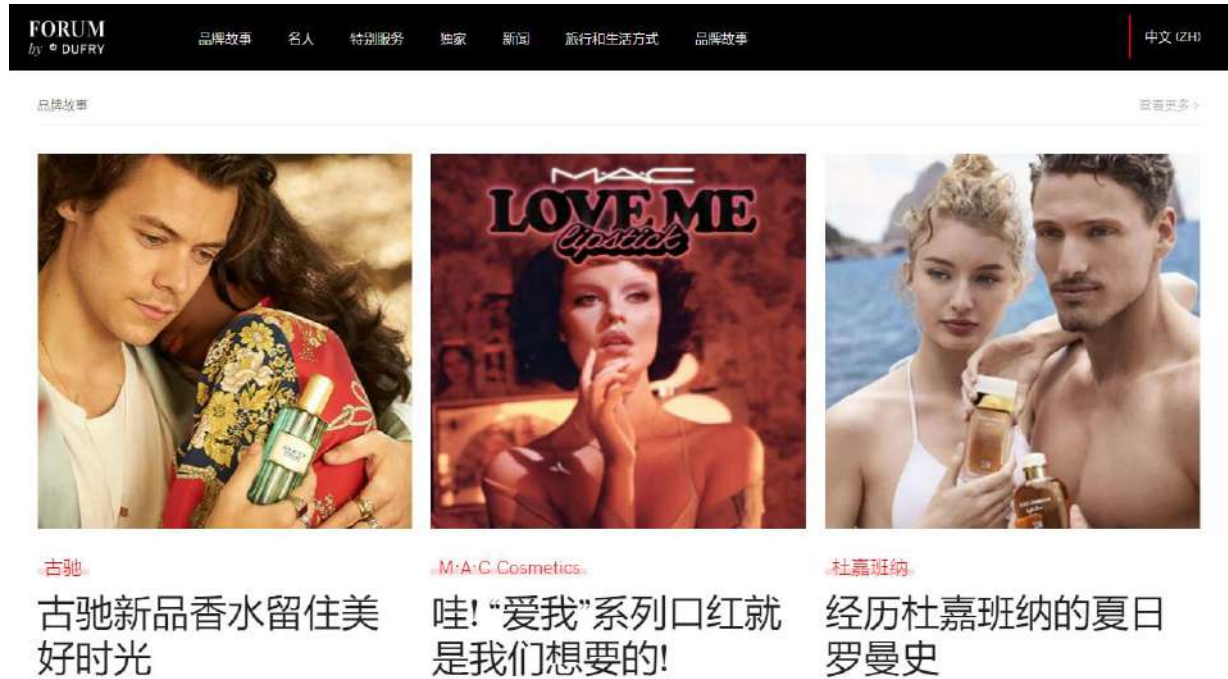 FORUM
by DUFRY
品牌故事 名人 特别服务 独家 新闻 旅行和生活方式 品牌故事
中文 (ZH)
品牌故事
查看更多 >
M·A·C
LOVE ME
lipstick
古驰
古驰新品香水留住美
好时光
M·A·C Cosmetics
哇! “爱我”系列口红就
是我们想要的!
杜嘉班纳
经历杜嘉班纳的夏日
罗曼史